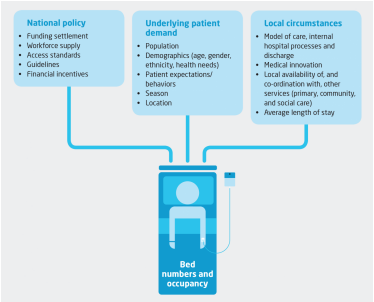 National policy
• Funding settlement
• Workforce supply
• Access standards
• Guidelines
• Financial incentives
Underlying patient
demand
• Population
• Demographics (age, gender,
ethnicity, health needs)
• Patient expectations/
behaviors
• Season
• Location
Local circumstances
• Model of care, internal
hospital processes and
discharge
• Medical innovation
• Local availability of, and
co-ordination with, other
services (primary, community,
and social care)
• Average length of stay
Bed
numbers and
occupancy